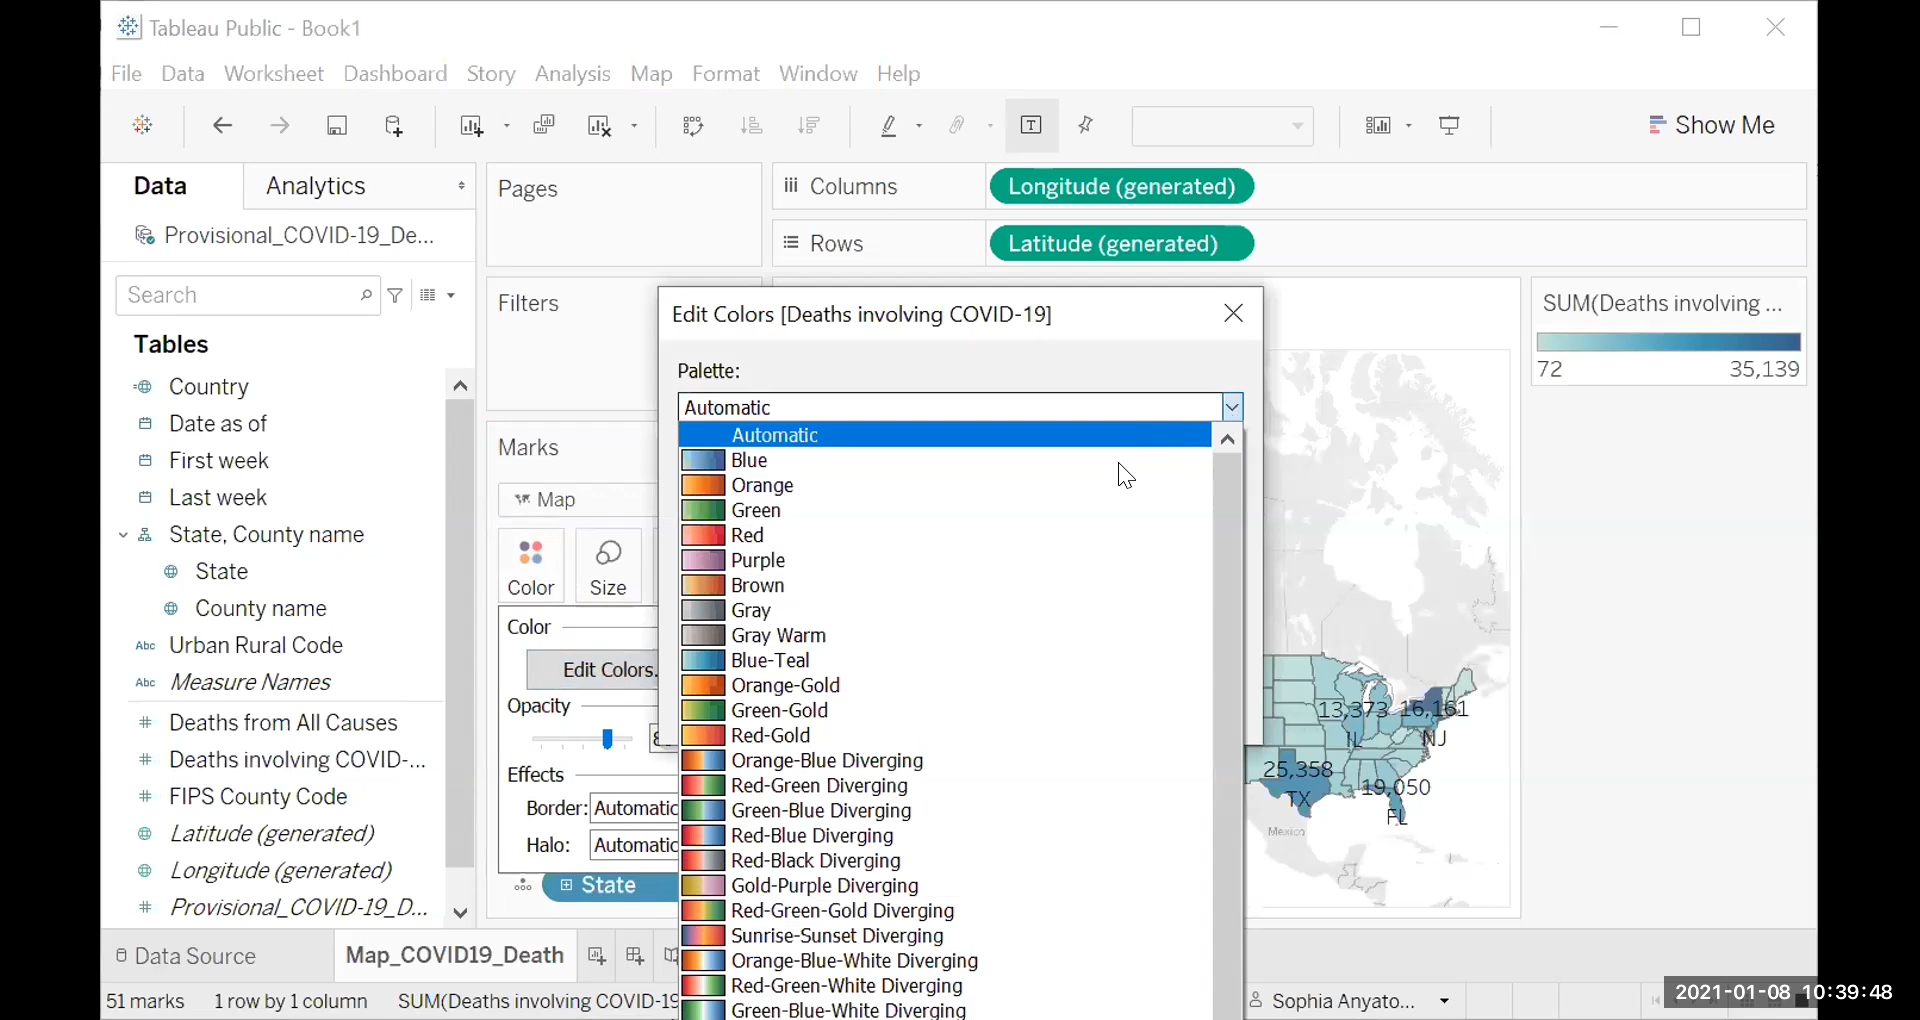 Tableau Public - Book1
File Data Worksheet Dashboard Story Analysis Map Format Window Help
Show Me
Data
Analytics
Pages
Columns
Longitude (generated)
Provisional_COVID-19_De...
Rows
Latitude (generated)
Search
Filters
Edit Colors [Deaths involving COVID-19]
SUM(Deaths involving ...
72
35,139
Tables
Country
Date as of
First week
Last week
State, County name
State
County name
Abc Urban Rural Code
Abc Measure Names
Deaths from All Causes
Deaths involving COVID-...
FIPS County Code
Latitude (generated)
Longitude (generated)
Provisional_COVID-19_D...
Marks
Map
Color
Size
Color
Edit Colors.
Opacity
Effects
Border: Automatic
Halo: Automatic
State
Palette:
Automatic
Automatic
Blue
Orange
Green
Red
Purple
Brown
Gray
Gray Warm
Blue-Teal
Orange-Gold
Green-Gold
Red-Gold
Orange-Blue Diverging
Red-Green Diverging
Green-Blue Diverging
Red-Blue Diverging
Red-Black Diverging
Gold-Purple Diverging
Red-Green-Gold Diverging
Sunrise-Sunset Diverging
Orange-Blue-White Diverging
Red-Green-White Diverging
Green-Blue-White Diverging
13,373 16,161
IL NJ
25,358
TX
19,050
FL
Mexico
Data Source
Map_COVID19_Death
51 marks 1 row by 1 column SUM(Deaths involving COVID-19
Sophia Anyato...
2021-01-08 10:39:48